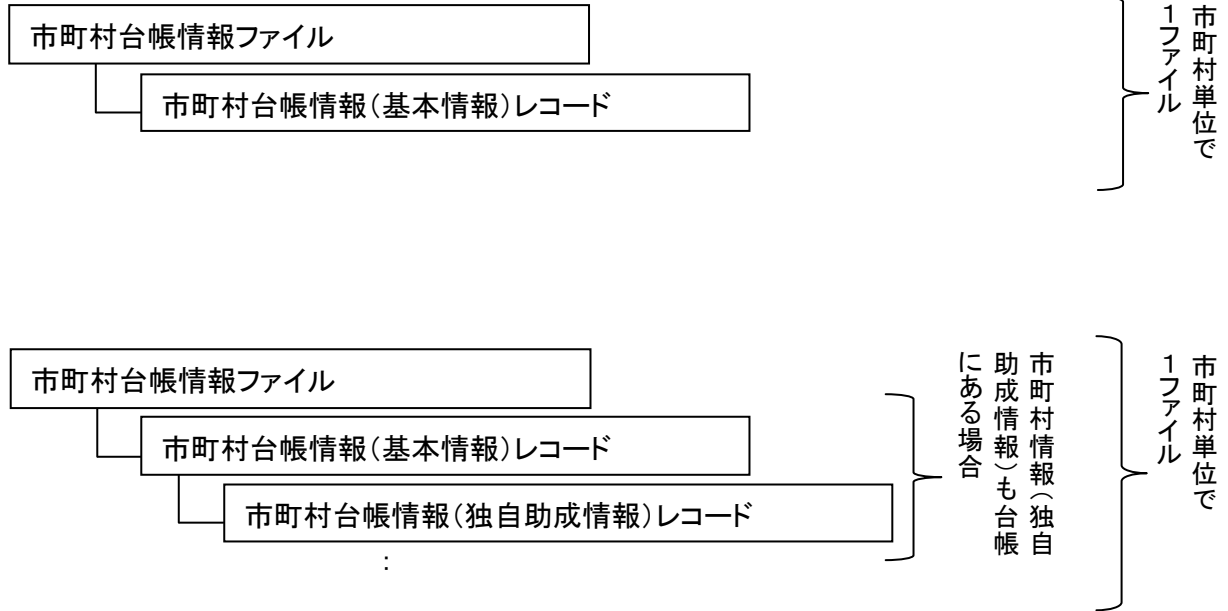 市町村台帳情報ファイル
市町村台帳情報（基本情報）レコード
市町村単位で
１ファイル
市町村台帳情報ファイル
市町村台帳情報（基本情報）レコード
市町村台帳情報（独自助成情報）レコード
：
市町村情報（独自
助成情報）も台帳
にある場合
市町村単位で
１ファイル